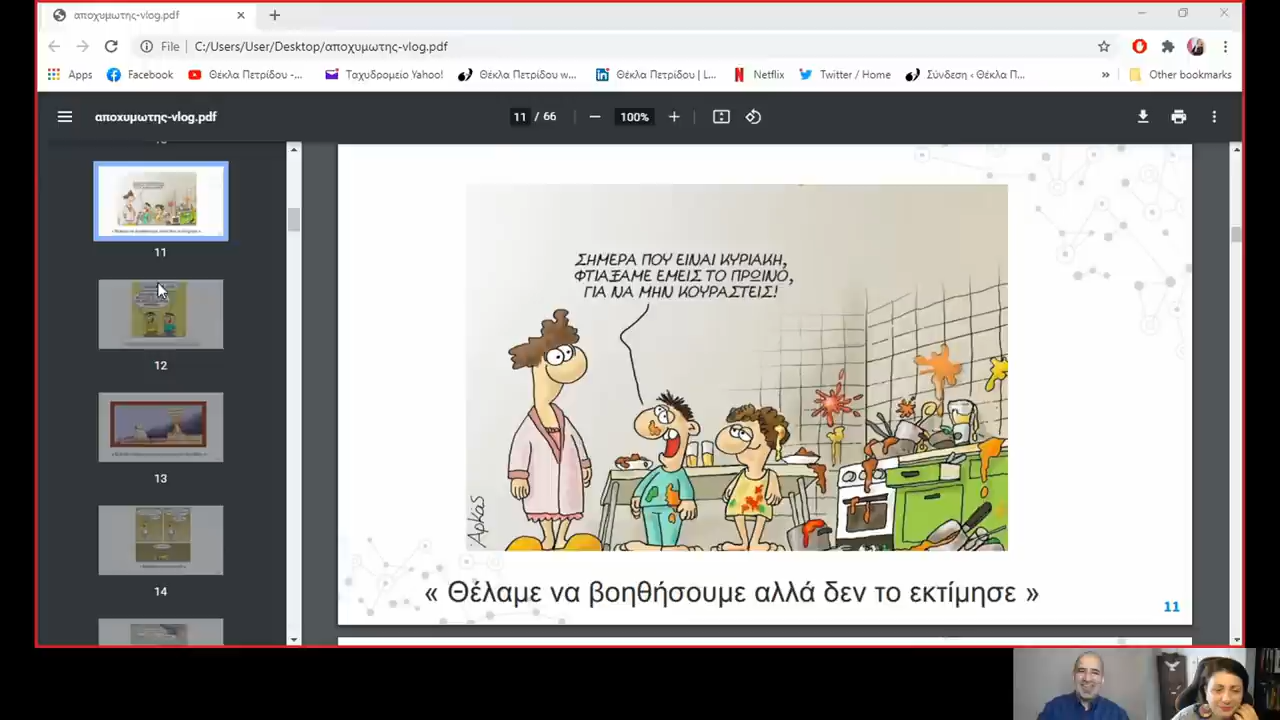 αποχυμωτης-vlog.pdf
File
C:/Users/User/Desktop/αποχυμωτης-vlog.pdf
Apps
Facebook
Θέκλα Πετρίδου -...
Ταχυδρομείο Yahoo!
Θέκλα Πετρίδου w...
Θέκλα Πετρίδου | L...
Netflix
Twitter / Home
Σύνδεση ‹ Θέκλα Π...
»
Other bookmarks
αποχυμωτης-vlog.pdf
11 / 66
100%
11
12
13
14
ΣΗΜΕΡΑ ΠΟΥ ΕΙΝΑΙ ΚΥΡΙΑΚΗ,
ΦΤΙΑΞΑΜΕ ΕΜΕΙΣ ΤΟ ΠΡΩΙΝΟ,
ΓΙΑ ΝΑ ΜΗΝ ΚΟΥΡΑΣΤΕΙΣ!
Αρκάς
« Θέλαμε να βοηθήσουμε αλλά δεν το εκτίμησε »
11